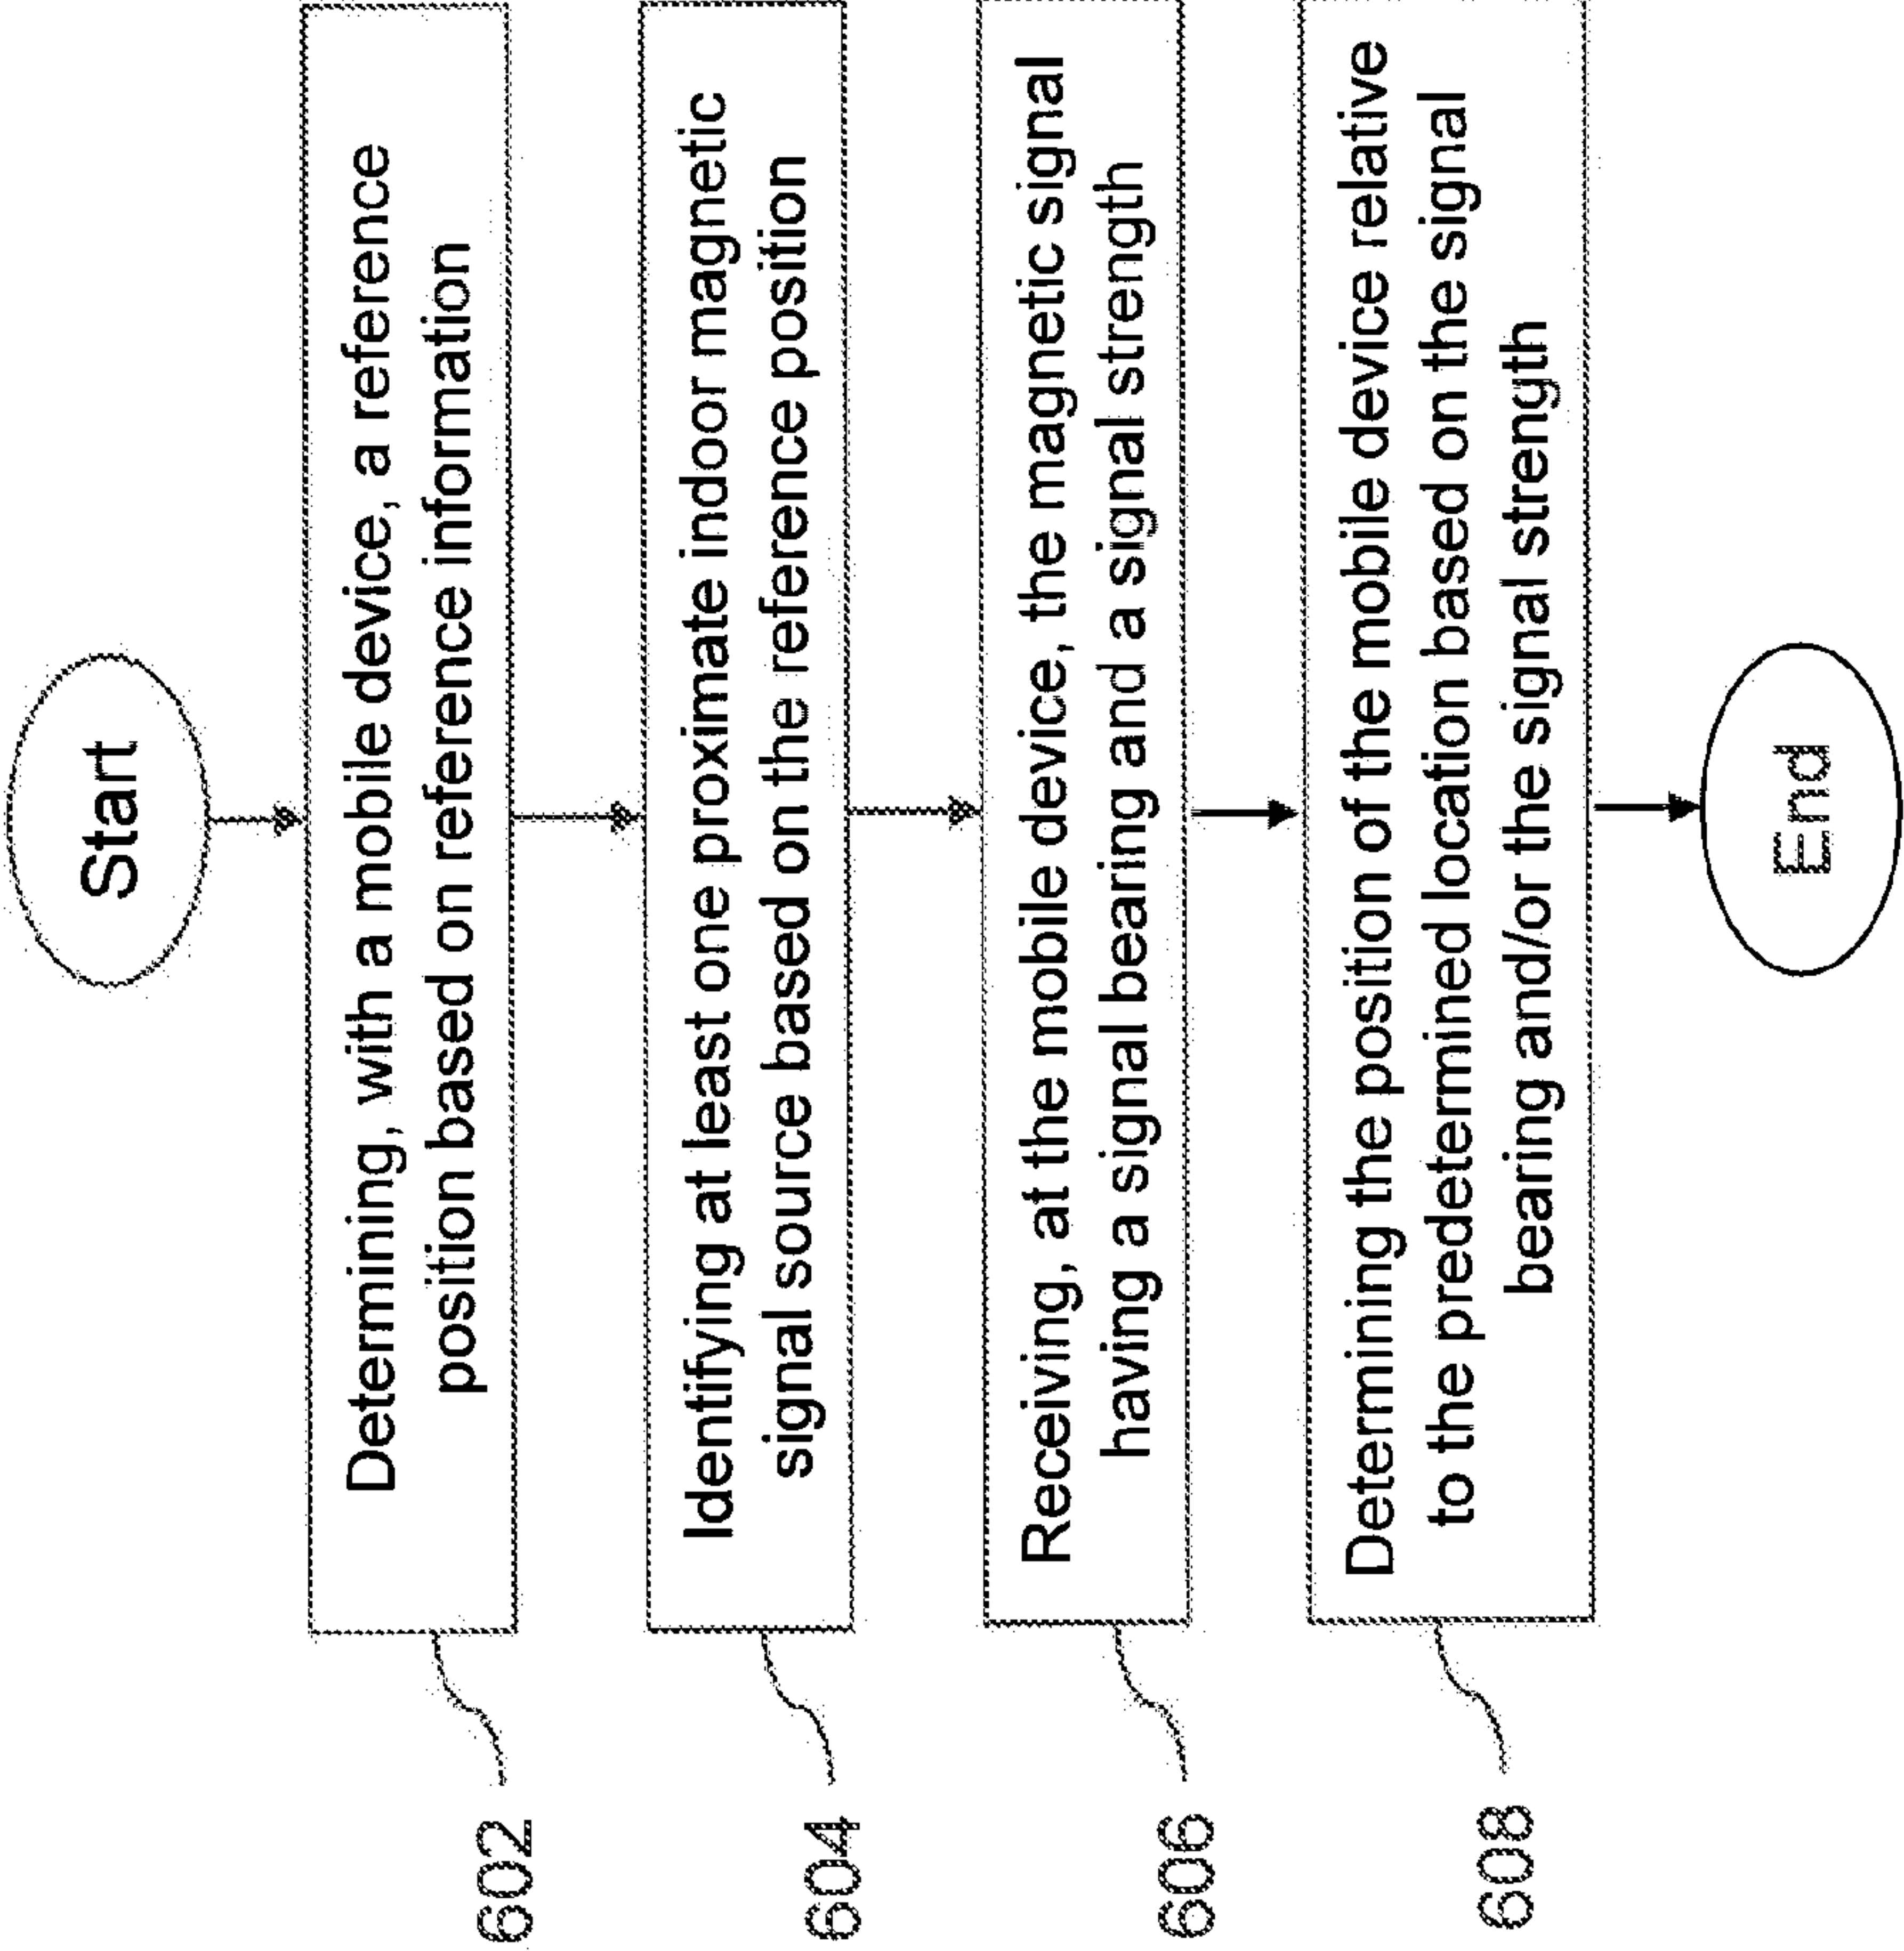 Start
Determining, with a mobile device, a reference
position based on reference information
602
Identifying at least one proximate indoor magnetic
signal source based on the reference position
604
Receiving, at the mobile device, the magnetic signal
having a signal bearing and a signal strength
606
Determining the position of the mobile device relative
to the predetermined location based on the signal
bearing and/or the signal strength
608
End